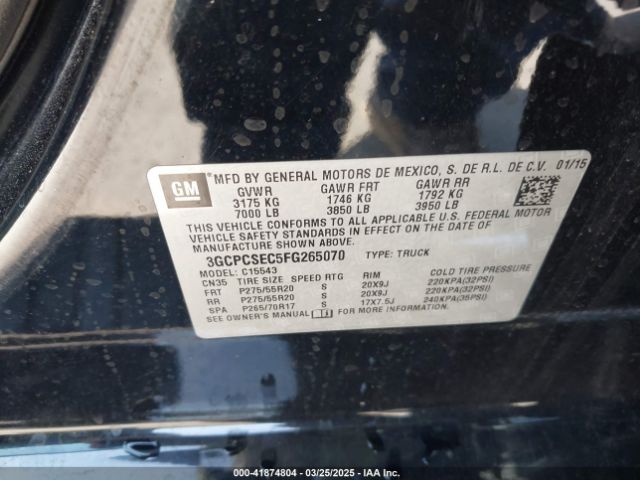 GM
MFD BY GENERAL MOTORS DE MEXICO, S. DE R.L. DE C.V. 01/15
GVWR GAWR FRT GAWR RR
3175 KG 1746 KG 1792 KG
7000 LB 3850 LB 3950 LB
THIS VEHICLE CONFORMS TO ALL APPLICABLE U.S. FEDERAL MOTOR
VEHICLE SAFETY STANDARDS IN EFFECT ON THE DATE OF
MANUFACTURE SHOWN ABOVE.
3GCPCSEC5FG265070 TYPE: TRUCK
MODEL: C15543
CN35 TIRE SIZE SPEED RTG RIM COLD TIRE PRESSURE
FRT P275/55R20 S 20X9J 220KPA(32PSI)
RR P275/55R20 S 20X9J 220KPA(32PSI)
SPA P265/70R17 S 17X7.5J 240KPA(35PSI)
SEE OWNER'S MANUAL FOR MORE INFORMATION.
000-41874804 - 03/25/2025 - IAA Inc.